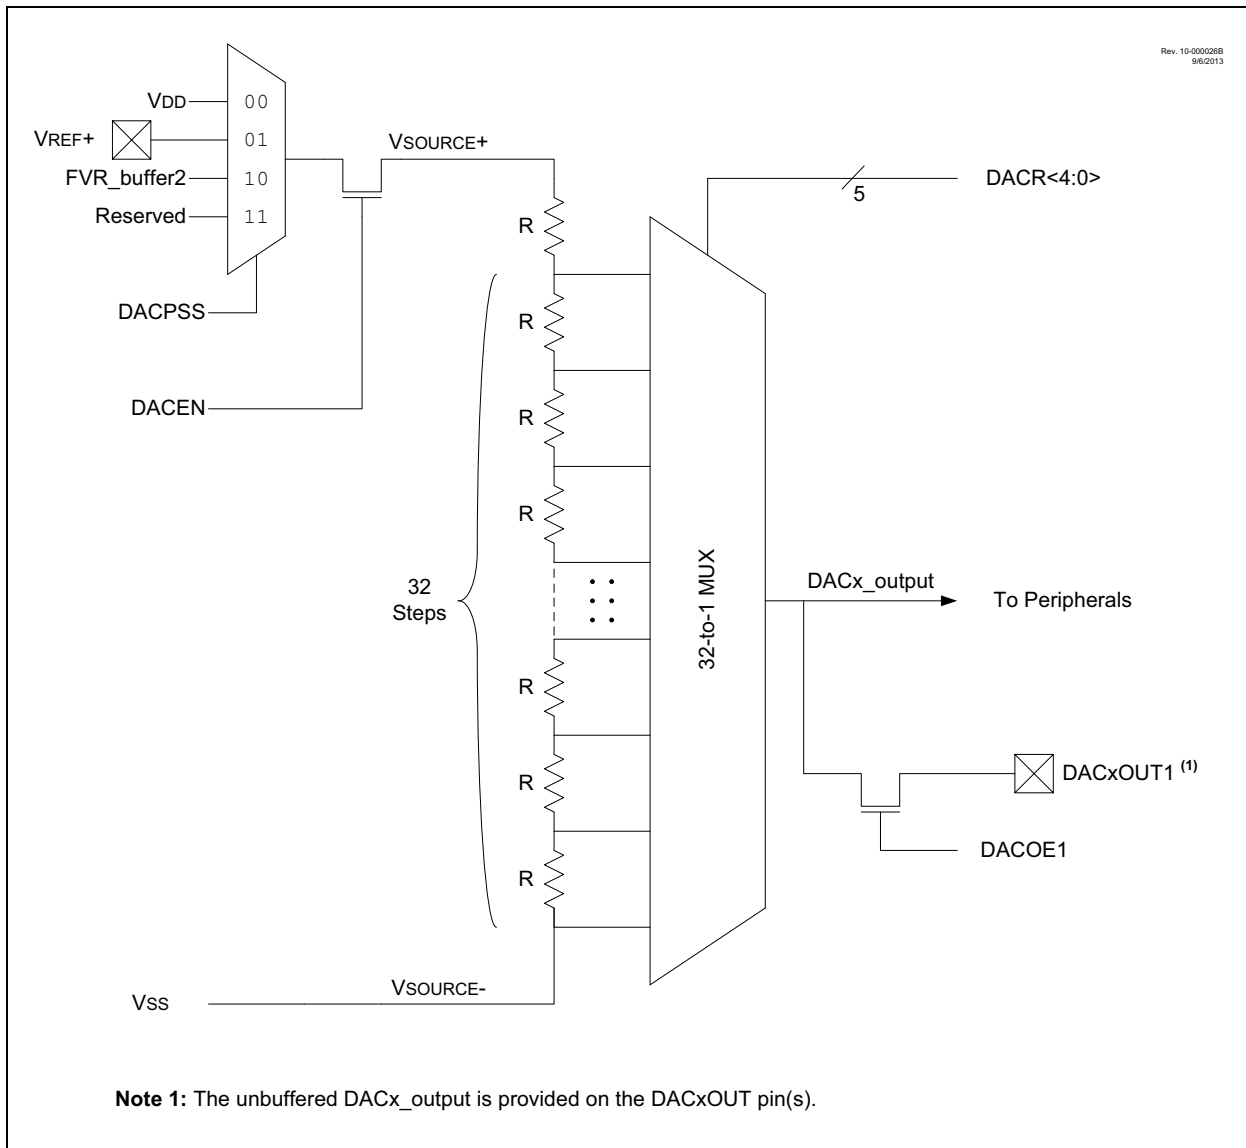 Rev. 10-000026B
9/6/2013
VDD
00
VREF+
01
VSOURCE+
FVR_buffer2
10
DACR<4:0>
5
Reserved
11
R
DACPSS
R
DACEN
R
R
32
Steps
32-to-1 MUX
DACx_output
To Peripherals
R
R
DACxOUT1 (1)
DACOE1
R
VSOURCE-
VSS
Note 1: The unbuffered DACx_output is provided on the DACxOUT pin(s).